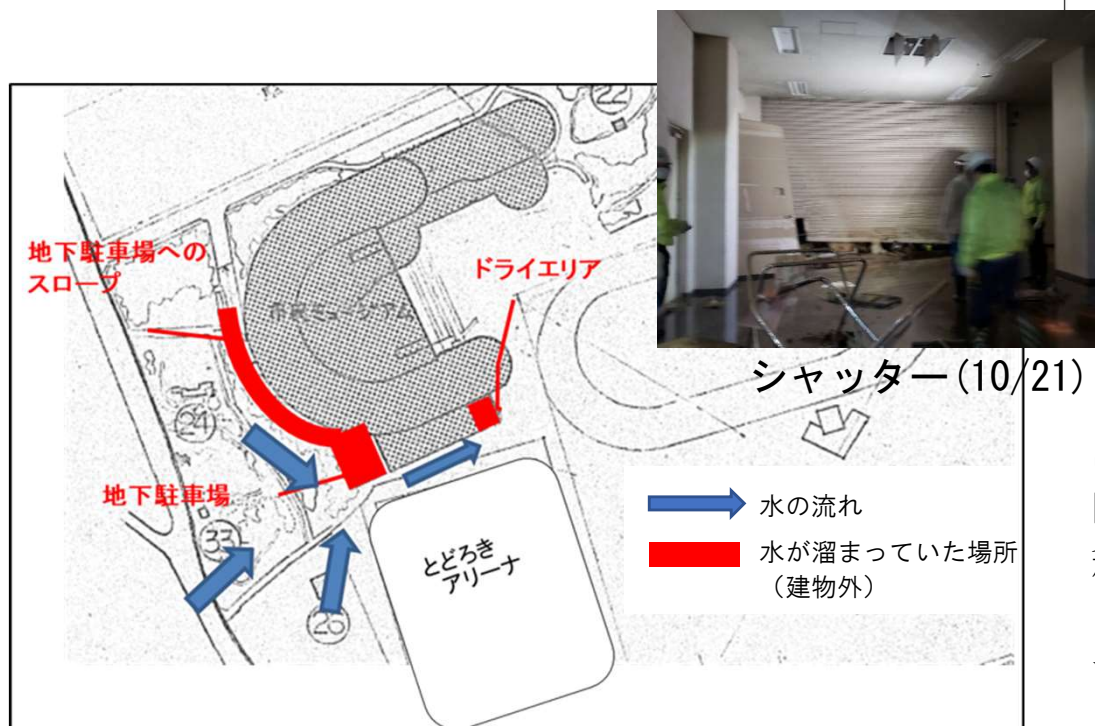 22
シャッター(10/21)
地下駐車場への
スロープ
ドライエリア
市民ミュージアム
24
地下駐車場
33
とどろき
アリーナ
26
水の流れ
水が溜まっていた場所
(建物外)